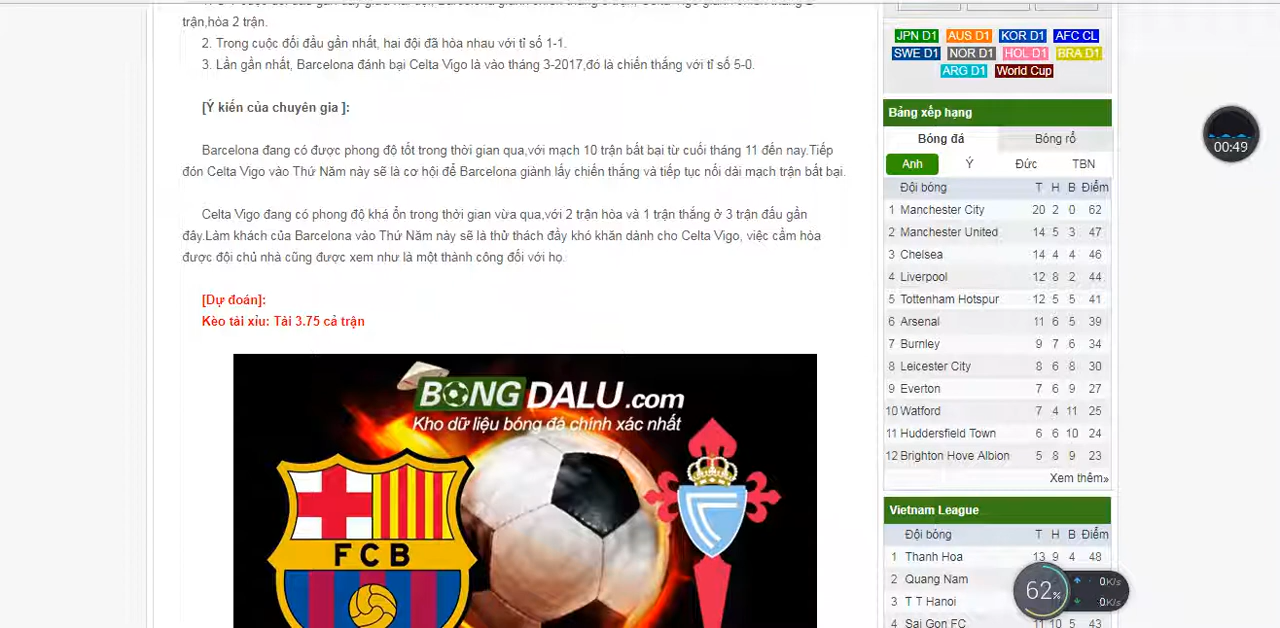 trận,hòa 2 trận.
2. Trong cuộc đối đầu gần nhất, hai đội đã hòa nhau với tỉ số 1-1.
3. Lần gần nhất, Barcelona đánh bại Celta Vigo là vào tháng 3-2017,đó là chiến thắng với tỉ số 5-0.
[Ý kiến của chuyên gia ]:
Barcelona đang có được phong độ tốt trong thời gian qua,với mạch 10 trận bất bại từ cuối tháng 11 đến nay.Tiếp
đón Celta Vigo vào Thứ Năm này sẽ là cơ hội để Barcelona giành lấy chiến thắng và tiếp tục nối dài mạch trận bất bại.
Celta Vigo đang có phong độ khá ổn trong thời gian vừa qua,với 2 trận hòa và 1 trận thắng ở 3 trận đấu gần
đây.Làm khách của Barcelona vào Thứ Năm này sẽ là thử thách đầy khó khăn dành cho Celta Vigo, việc cầm hòa
được đội chủ nhà cũng được xem như là một thành công đối với họ.
[Dự đoán]:
Kèo tài xỉu: Tài 3.75 cả trận
BONGDALU.com
Kho dữ liệu bóng đá chính xác nhất
FCB
JPN D1 AUS D1 KOR D1 AFC CL
SWE D1 NOR D1 HOL D1 BRA D1
ARG D1 World Cup
Bảng xếp hạng
Bóng đá Bóng rổ
Anh Ý Đức TBN
Đội bóng T H B Điểm
1 Manchester City 20 2 0 62
2 Manchester United 14 5 3 47
3 Chelsea 14 4 4 46
4 Liverpool 12 8 2 44
5 Tottenham Hotspur 12 5 5 41
6 Arsenal 11 6 5 39
7 Burnley 9 7 6 34
8 Leicester City 8 6 8 30
9 Everton 7 6 9 27
10 Watford 7 4 11 25
11 Huddersfield Town 6 6 10 24
12 Brighton Hove Albion 5 8 9 23
Xem thêm»
Vietnam League
Đội bóng T H B Điểm
1 Thanh Hoa 13 9 4 48
2 Quang Nam
3 T T Hanoi
4 Sai Gon FC 11 10 5 43
00:49
62%
0K/s
0K/s